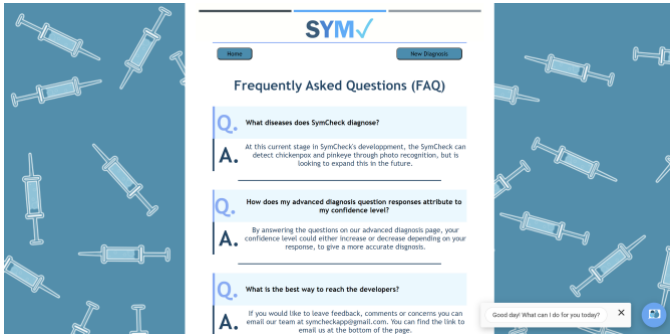 SYM✓
Home
New Diagnosis
Frequently Asked Questions (FAQ)
Q.
What diseases does SymCheck diagnose?
A.
At this current stage in SymCheck's developpment, the SymCheck can
detect chickenpox and pinkeye through photo recognition, but is
looking to expand this in the future.
Q.
How does my advanced diagnosis question responses attribute to
my confidence level?
A.
By answering the questions on our advanced diagnosis page, your
confidence level could either increase or decrease depending on your
response, to give a more accurate diagnosis.
Q.
What is the best way to reach the developers?
A.
If you would like to leave feedback, comments or concerns you can
email our team at symcheckapp@gmail.com. You can find the link to
email us at the bottom of the page.
Good day! What can I do for you today?